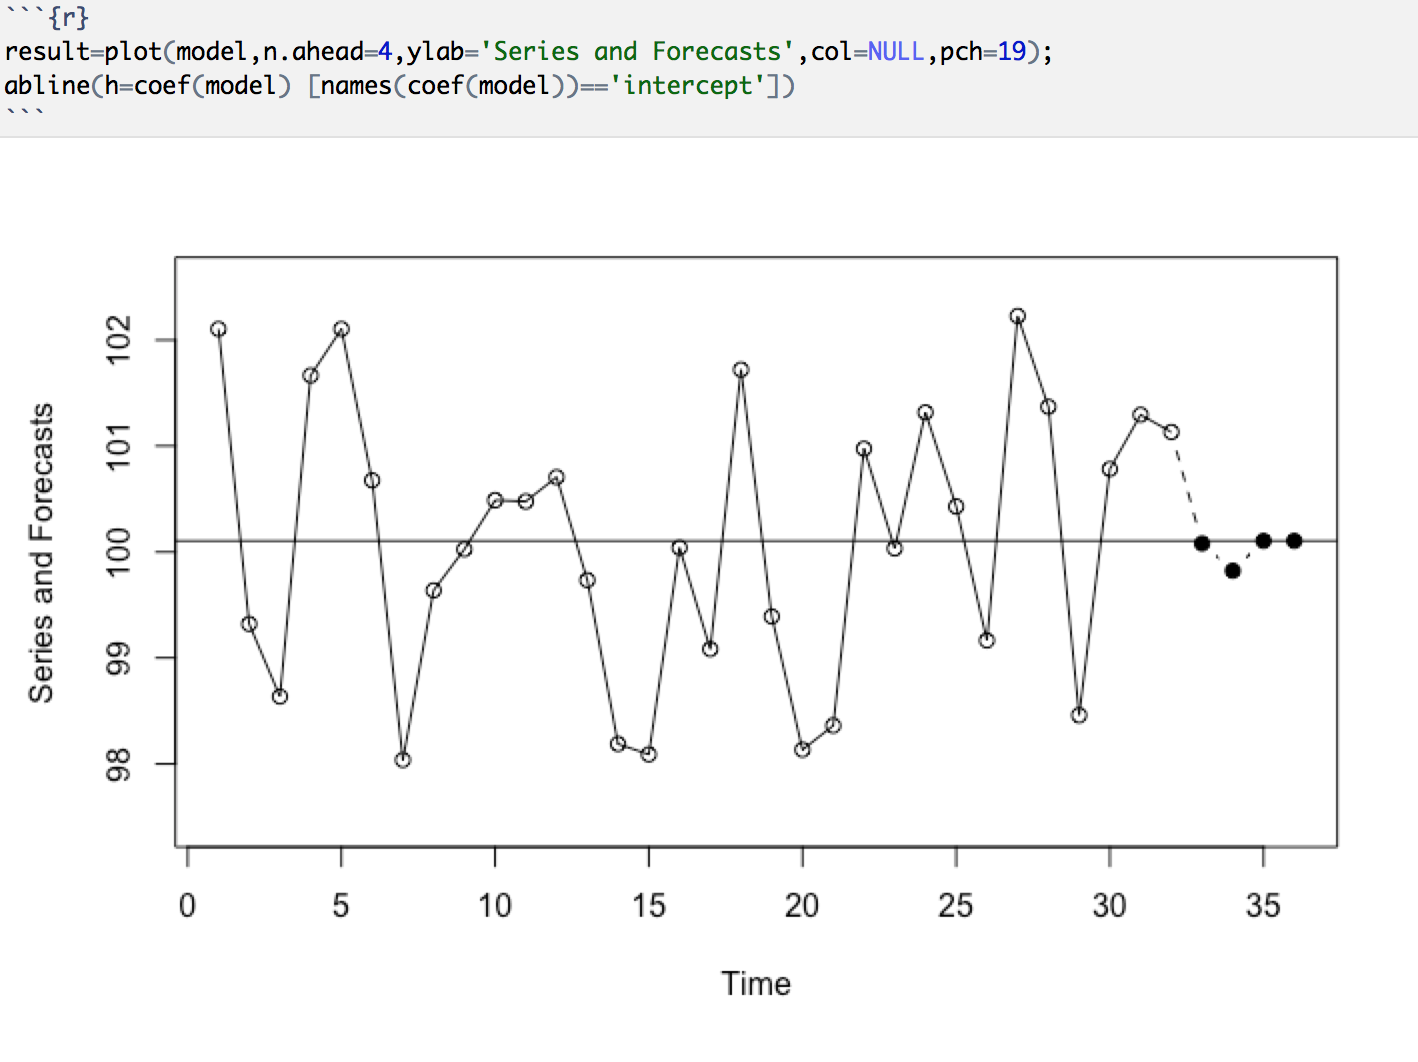 ```{r}
result=plot(model,n.ahead=4,ylab='Series and Forecasts',col=NULL,pch=19);
abline(h=coef(model) [names(coef(model))=='intercept'])
```
Series and Forecasts
102
101
100
99
98
0 5 10 15 20 25 30 35
Time